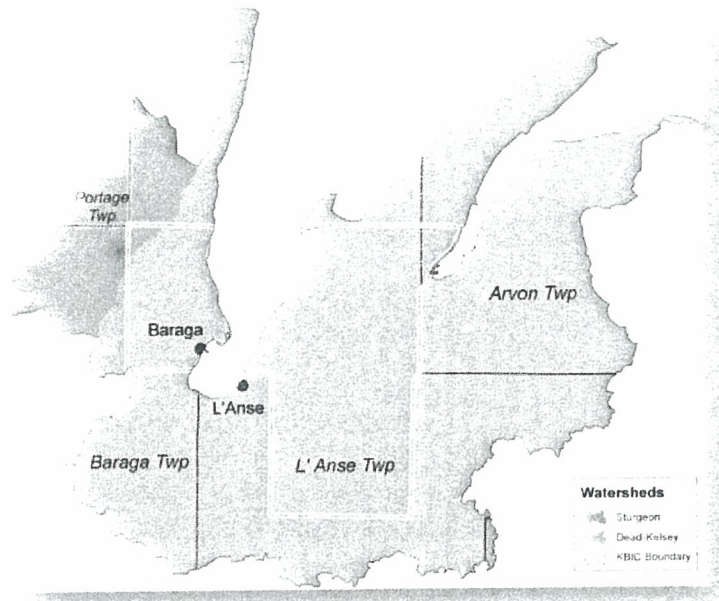 Portage
Twp
Baraga
Arvon Twp
L'Anse
Baraga Twp
L' Anse Twp
Watersheds
Sturgeon
Dead-Kelsey
KBIC Boundary